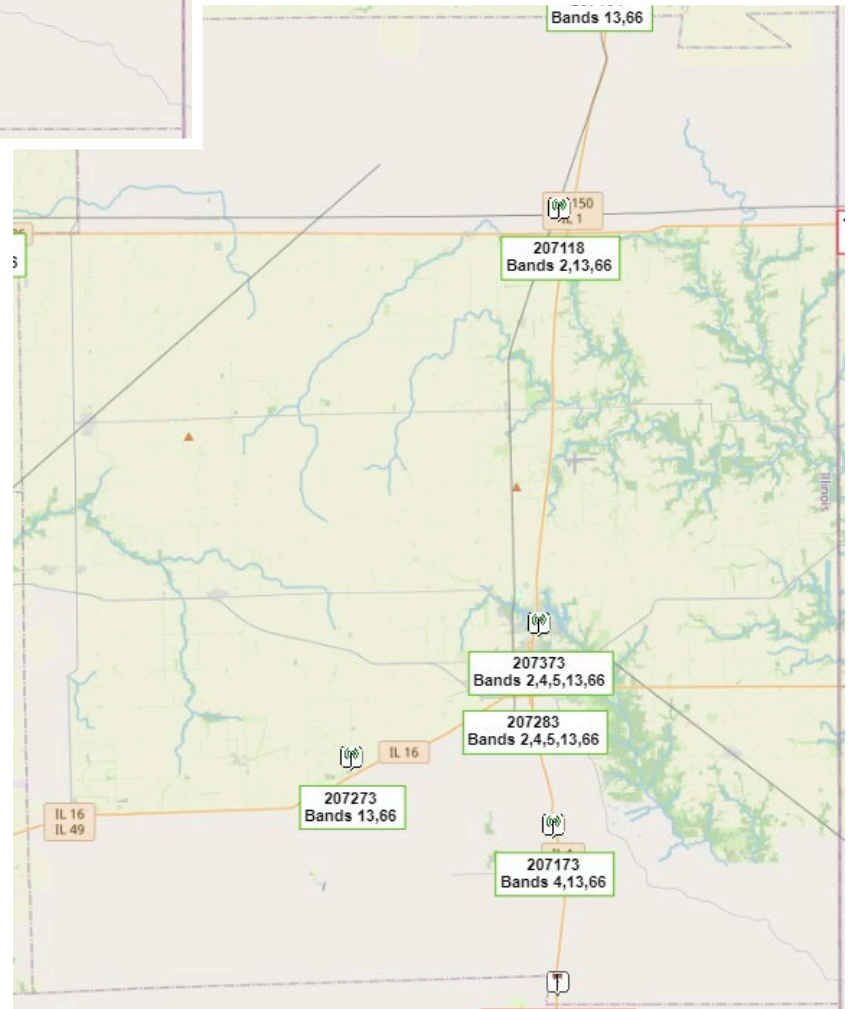 Bands 13,66
150
IL 1
207118
Bands 2,13,66
Illinois
207373
Bands 2,4,5,13,66
207283
Bands 2,4,5,13,66
IL 16
207273
Bands 13,66
IL 16
IL 49
207173
Bands 4,13,66